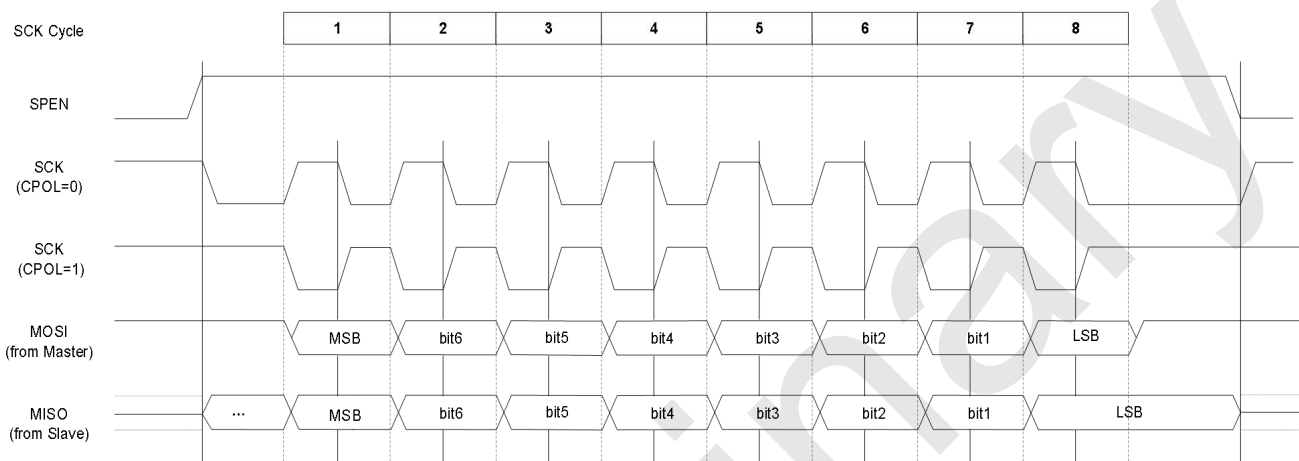 SCK Cycle 1 2 3 4 5 6 7 8
SPEN
SCK
(CPOL=0)
SCK
(CPOL=1)
MOSI
(from Master)
MSB bit6 bit5 bit4 bit3 bit2 bit1 LSB
MISO
(from Slave)
... MSB bit6 bit5 bit4 bit3 bit2 bit1 LSB
inary